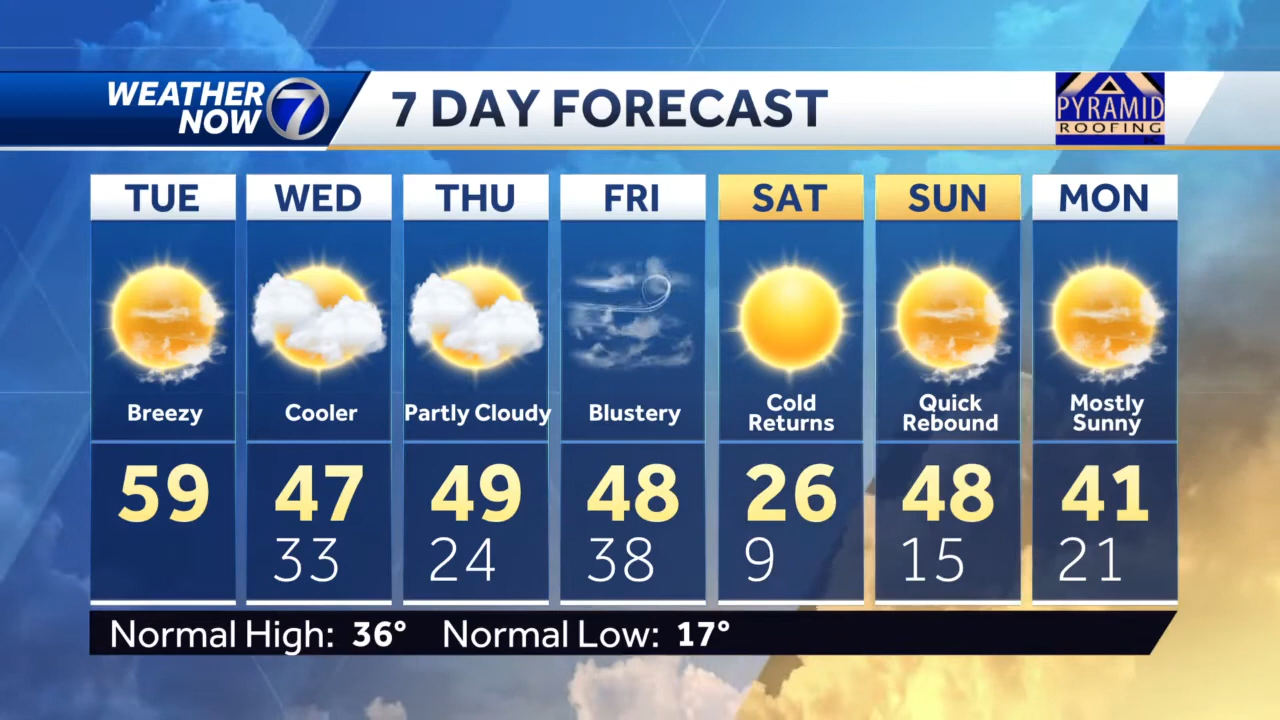 WEATHER
NOW
7
7 DAY FORECAST
PYRAMID
ROOFING
TUE
WED
THU
FRI
SAT
SUN
MON
Breezy
Cooler
Partly Cloudy
Blustery
Cold
Returns
Quick
Rebound
Mostly
Sunny
59
47
49
48
26
48
41
33
24
38
9
15
21
Normal High: 36° Normal Low: 17°